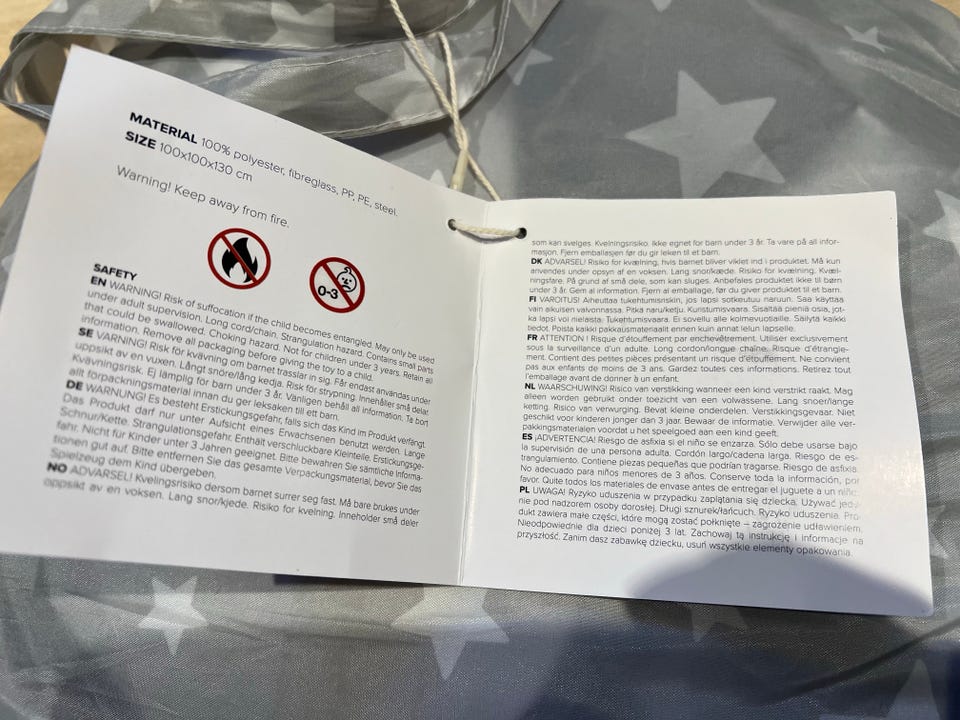 MATERIAL 100% polyester, fibreglass, PP, PE, steel.
SIZE 100x100x130 cm
Warning! Keep away from fire.
0-3
SAFETY
EN WARNING! Risk of suffocation if the child becomes entangled. May only be used
under adult supervision. Long cord/chain. Strangulation hazard. Contains small parts
that could be swallowed. Choking hazard. Not for children under 3 years. Retain all
information. Remove all packaging before giving the toy to a child.
SE VARNING! Risk för kvävning om barnet trasslar in sig. Får endast användas under
uppsikt av en vuxen. Långt snöre/lång kedja. Risk för strypning. Innehåller små delar.
Kvävningsrisk. Ej lämplig för barn under 3 år. Vänligen behåll all information. Ta bort
allt förpackningsmaterial innan du ger leksaken till ett barn.
DE WARNUNG! Es besteht Erstickungsgefahr, falls sich das Kind im Produkt verfängt.
Das Produkt darf nur unter Aufsicht eines Erwachsenen benutzt werden. Lange
Schnur/Kette. Strangulationsgefahr. Enthält verschluckbare Kleinteile. Erstickungsge-
fahr. Nicht für Kinder unter 3 Jahren geeignet. Bitte bewahren Sie sämtliche Informa-
tionen gut auf. Bitte entfernen Sie das gesamte Verpackungsmaterial, bevor Sie das
Spielzeug dem Kind übergeben.
NO ADVARSEL! Kvelningsrisiko dersom barnet surrer seg fast. Må bare brukes under
oppsikt av en voksen. Lang snor/kjede. Risiko for kvelning. Inneholder små deler
som kan svelges. Kvelningsrisiko. Ikke egnet for barn under 3 år. Ta vare på all infor-
masjon. Fjern emballasjen før du gir leken til et barn.
DK ADVARSEL! Risiko for kvælning, hvis barnet bliver viklet ind i produktet. Må kun
anvendes under opsyn af en voksen. Lang snor/kæde. Risiko for kvælning. Kvæl-
ningsfare. På grund af små dele, som kan sluges. Anbefales produktet ikke til børn
under 3 år. Gem al information. Fjern al emballage, før du giver produktet til et barn.
FI VAROITUS! Aiheuttaa tukehtumisriskin, jos lapsi sotkeutuu naruun. Saa käyttää
vain aikuisen valvonnassa. Pitkä naru/ketju. Kuristumisvaara. Sisältää pieniä osia, jot-
ka lapsi voi nielaista. Tukehtumisvaara. Ei sovellu alle kolmevuotiaille. Säilytä kaikki
tiedot. Poista kaikki pakkausmateriaalit ennen kuin annat lelun lapselle.
FR ATTENTION ! Risque d'étouffement par enchevêtrement. Utiliser exclusivement
sous la surveillance d'un adulte. Long cordon/longue chaîne. Risque d'étrangle-
ment. Contient des petites pièces présentant un risque d'étouffement. Ne convient
pas aux enfants de moins de 3 ans. Gardez toutes ces informations. Retirez tout
l'emballage avant de donner à un enfant.
NL WAARSCHUWING! Risico van verstikking wanneer een kind verstrikt raakt. Mag
alleen worden gebruikt onder toezicht van een volwassene. Lang snoer/lange
ketting. Risico van verwurging. Bevat kleine onderdelen. Verstikkingsgevaar. Niet
geschikt voor kinderen jonger dan 3 jaar. Bewaar de informatie. Verwijder alle ver-
pakkingsmaterialen voordat u het speelgoed aan een kind geeft.
ES ¡ADVERTENCIA! Riesgo de asfixia si el niño se enzarza. Sólo debe usarse bajo
la supervisión de una persona adulta. Cordón largo/cadena larga. Riesgo de es-
trangulamiento. Contiene piezas pequeñas que podrían tragarse. Riesgo de asfixia.
No adecuado para niños menores de 3 años. Conserve toda la información, por
favor. Quite todos los materiales de envase antes de entregar el juguete a un niño.
PL UWAGA! Ryzyko uduszenia w przypadku zaplątania się dziecka. Używać jedy-
nie pod nadzorem osoby dorosłej. Długi sznurek/łańcuch. Ryzyko uduszenia. Pro-
dukt zawiera małe części, które mogą zostać połknięte – zagrożenie udławieniem.
Nieodpowiednie dla dzieci poniżej 3 lat. Zachowaj tą instrukcję i informacje na
przyszłość. Zanim dasz zabawkę dziecku, usuń wszystkie elementy opakowania.